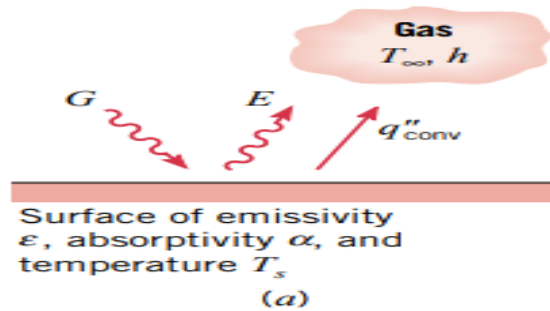 Gas
T∞, h
G
E
q″conv
Surface of emissivity
ε, absorptivity α, and
temperature Ts
(a)